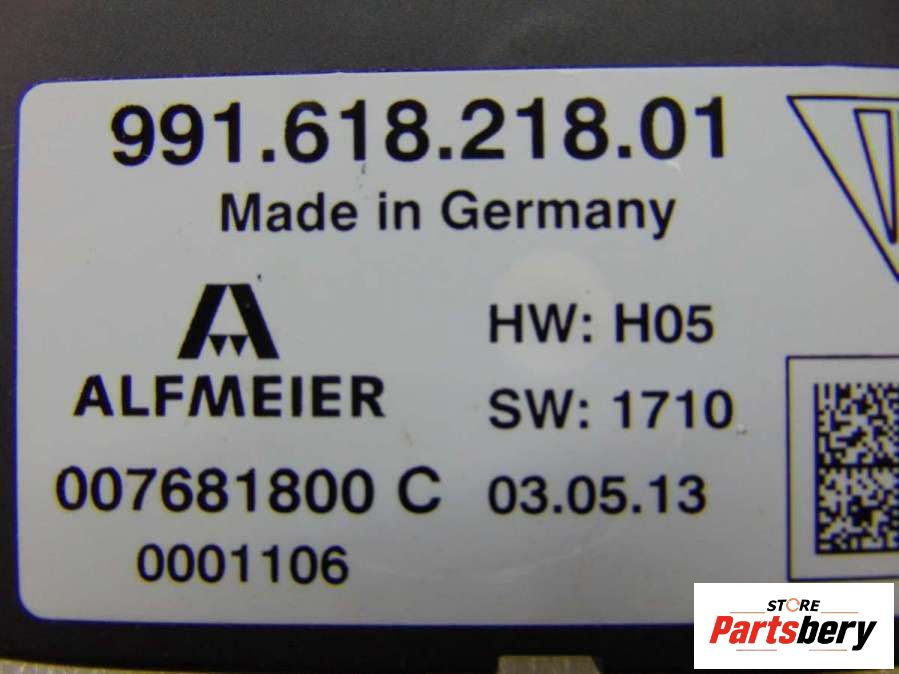 991.618.218.01
Made in Germany
ALFMEIER
HW: H05
SW: 1710
007681800 C
03.05.13
0001106
STORE
Partsbery